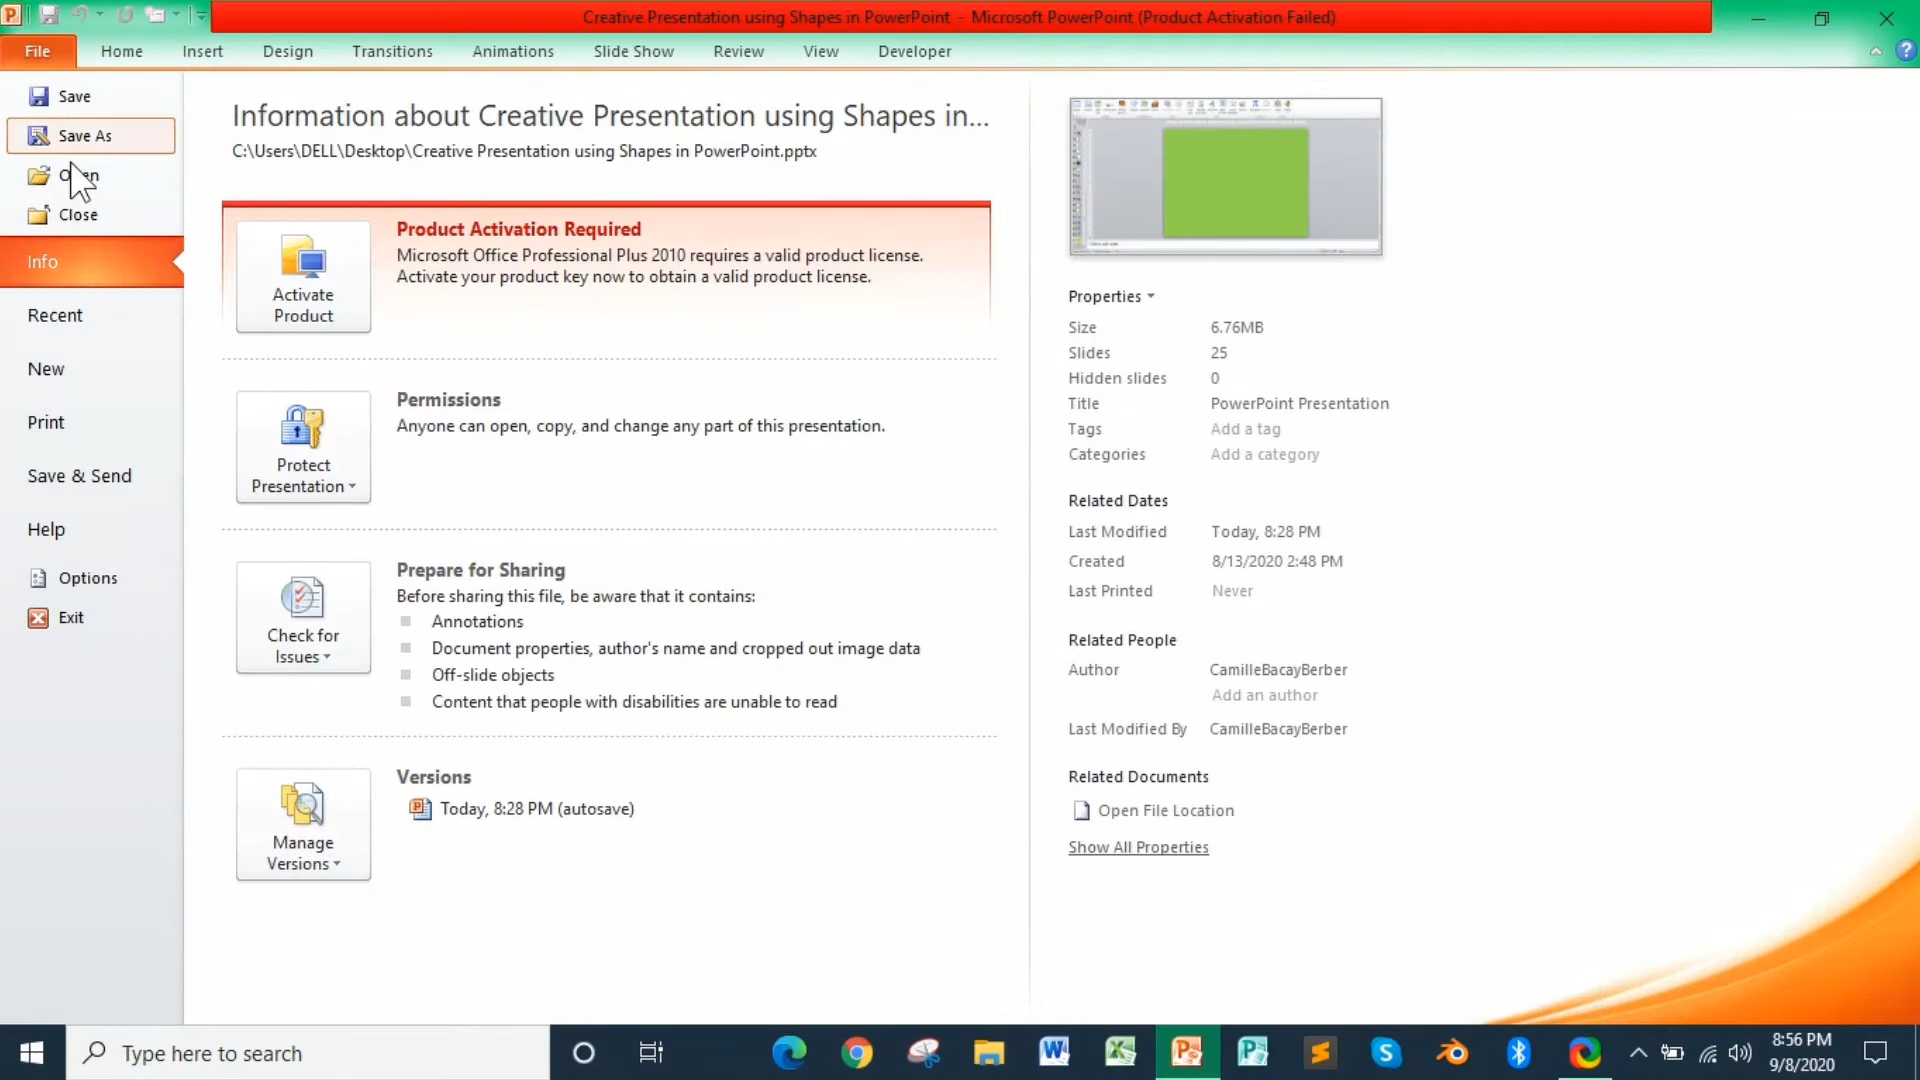 Creative Presentation using Shapes in PowerPoint - Microsoft PowerPoint (Product Activation Failed)
File Home Insert Design Transitions Animations Slide Show Review View Developer
Save
Save As
Open
Close
Info
Recent
New
Print
Save & Send
Help
Options
Exit
Information about Creative Presentation using Shapes in...
C:\Users\DELL\Desktop\Creative Presentation using Shapes in PowerPoint.pptx
Activate
Product
Product Activation Required
Microsoft Office Professional Plus 2010 requires a valid product license.
Activate your product key now to obtain a valid product license.
Protect
Presentation
Permissions
Anyone can open, copy, and change any part of this presentation.
Check for
Issues
Prepare for Sharing
Before sharing this file, be aware that it contains:
Annotations
Document properties, author's name and cropped out image data
Off-slide objects
Content that people with disabilities are unable to read
Manage
Versions
Versions
Today, 8:28 PM (autosave)
Properties
Size 6.76MB
Slides 25
Hidden slides 0
Title PowerPoint Presentation
Tags Add a tag
Categories Add a category
Related Dates
Last Modified Today, 8:28 PM
Created 8/13/2020 2:48 PM
Last Printed Never
Related People
Author CamilleBacayBerber
Add an author
Last Modified By CamilleBacayBerber
Related Documents
Open File Location
Show All Properties
Type here to search
8:56 PM
9/8/2020